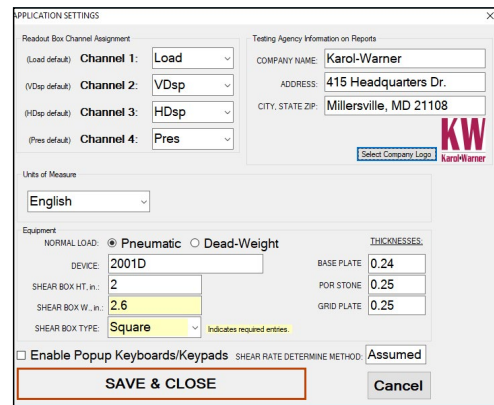 APPLICATION SETTINGS
Readout Box Channel Assignment
(Load default) Channel 1: Load
(VDsp default) Channel 2: VDsp
(HDsp default) Channel 3: HDsp
(Pres default) Channel 4: Pres
Testing Agency Information on Reports
COMPANY NAME: Karol-Warner
ADDRESS: 415 Headquarters Dr.
CITY, STATE ZIP: Millersville, MD 21108
Select Company Logo
KW
Karol-Warner
Units of Measure
English
Equipment
NORMAL LOAD: Pneumatic Dead-Weight
DEVICE: 2001D
SHEAR BOX HT, in.: 2
SHEAR BOX W., in.: 2.6
SHEAR BOX TYPE: Square
Indicates required entries.
THICKNESSES:
BASE PLATE 0.24
POR STONE 0.25
GRID PLATE 0.25
Enable Popup Keyboards/Keypads
SHEAR RATE DETERMINE METHOD: Assumed
SAVE & CLOSE
Cancel